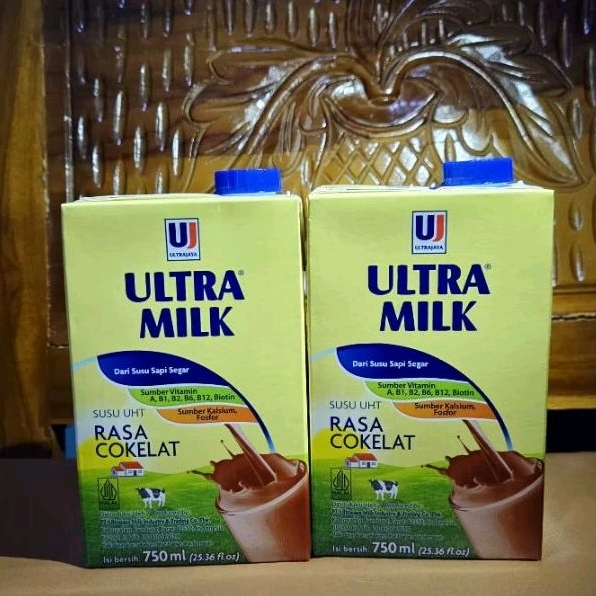 UJ
ULTRAJAYA
ULTRA®
MILK
Dari Susu Sapi Segar
Sumber Vitamin
A, B1, B2, B6, B12, Biotin
Sumber Kalsium,
Fosfor
SUSU UHT
RASA
COKELAT
HALAL
Isi bersih: 750 ml (25.36 fl.oz)
UJ
ULTRAJAYA
ULTRA®
MILK
Dari Susu Sapi Segar
Sumber Vitamin
A, B1, B2, B6, B12, Biotin
Sumber Kalsium,
Fosfor
SUSU UHT
RASA
COKELAT
HALAL
Isi bersih: 750 ml (25.36 fl.oz)